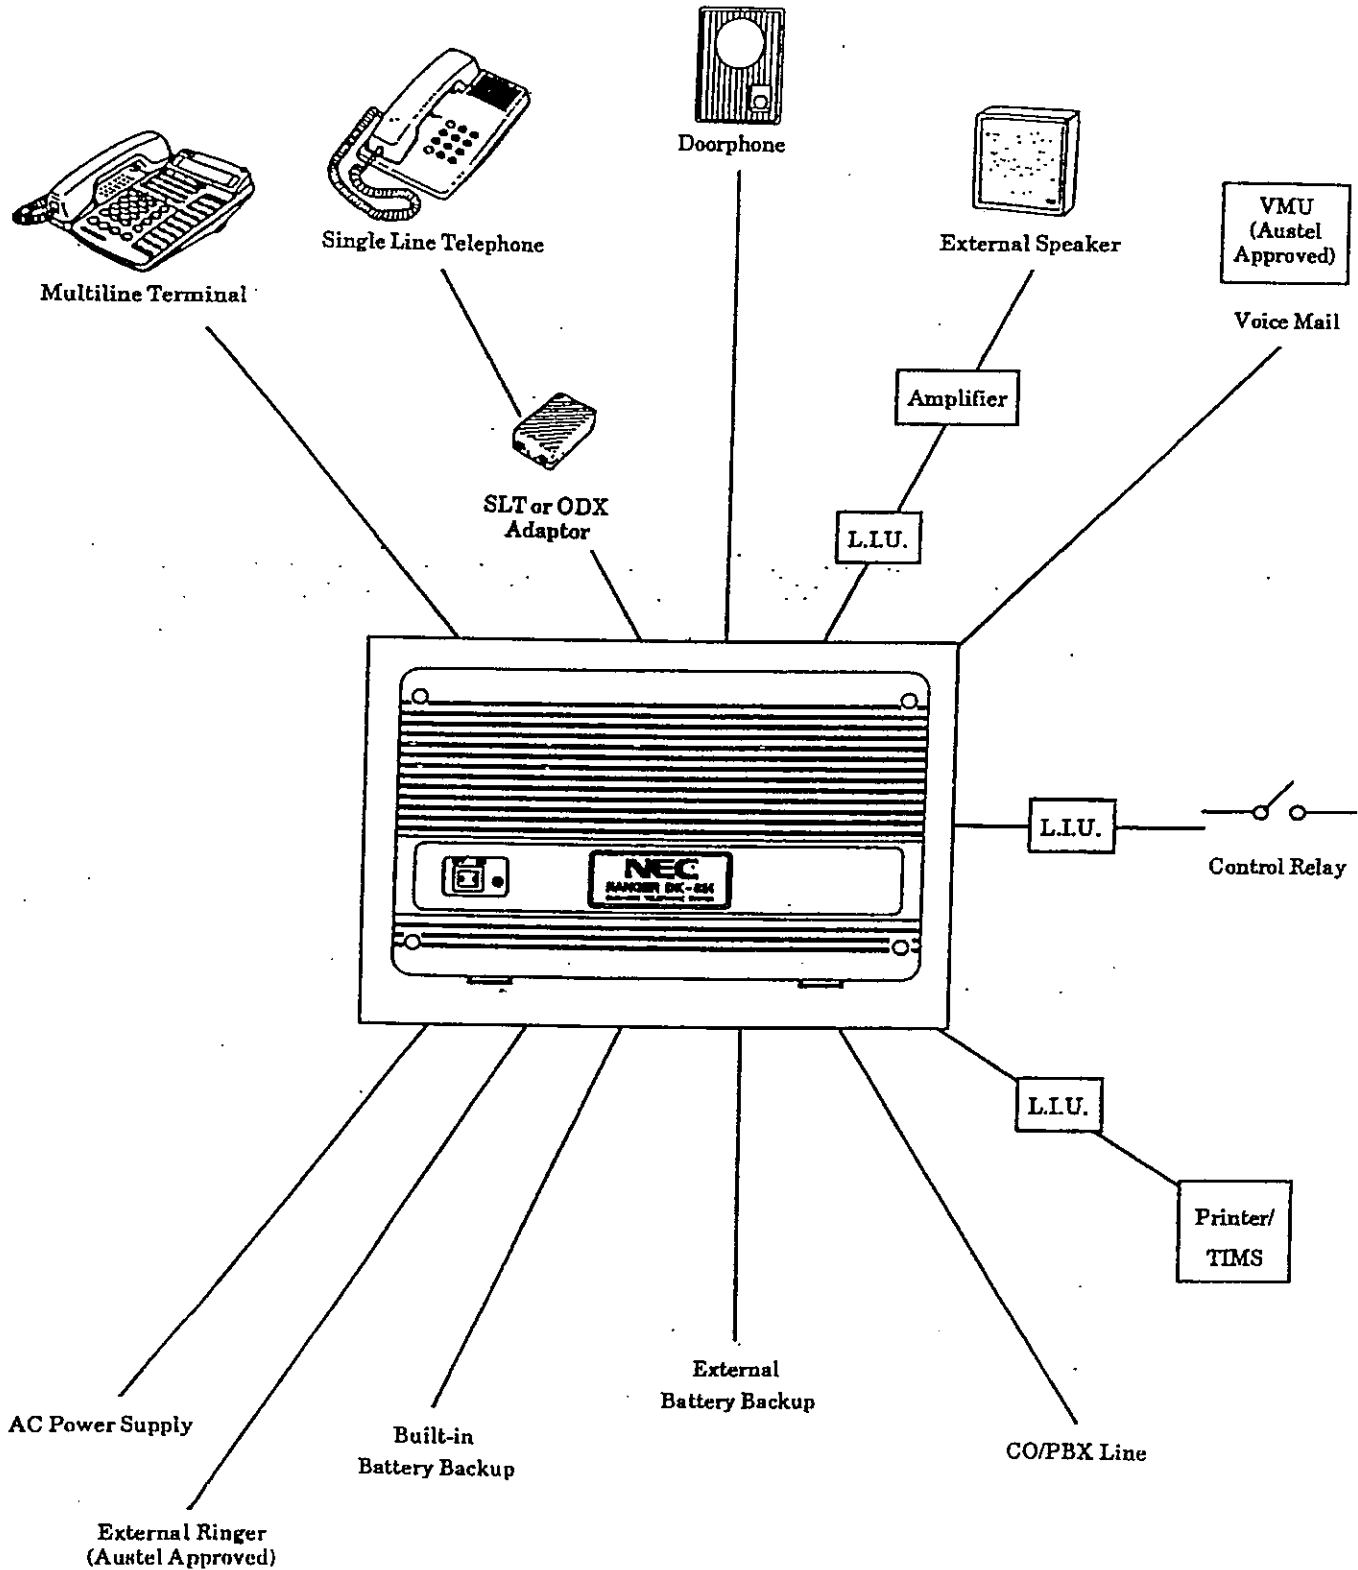 Doorphone
Single Line Telephone
External Speaker
VMU
(Austel
Approved)
Multiline Terminal
Voice Mail
Amplifier
SLT or ODX
Adaptor
L.I.U.
L.I.U.
Control Relay
NEC
L.I.U.
Printer/
TIMS
External
Battery Backup
AC Power Supply
Built-in
Battery Backup
CO/PBX Line
External Ringer
(Austel Approved)